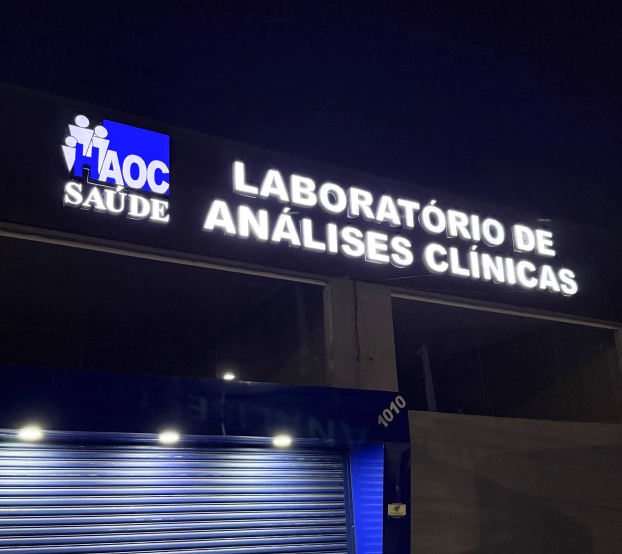 HAOC
SAÚDE
LABORATÓRIO DE
ANÁLISES CLÍNICAS
1010